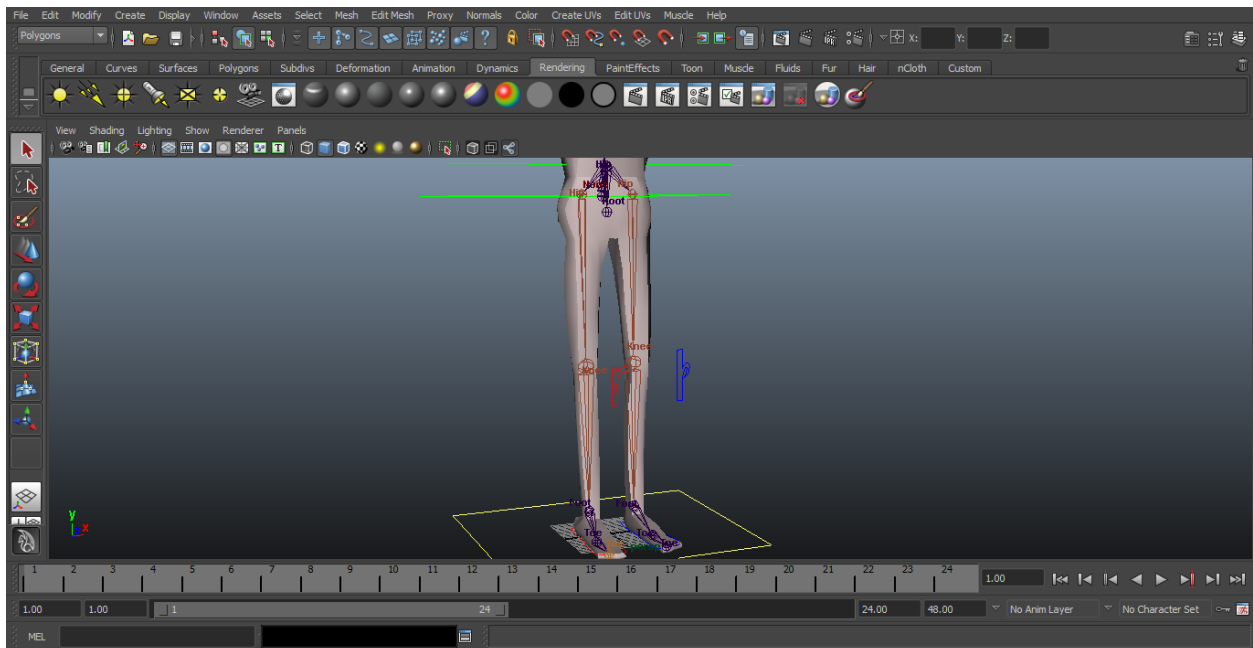 File Edit Modify Create Display Window Assets Select Mesh Edit Mesh Proxy Normals Color Create UVs Edit UVs Muscle Help
Polygons X: Y: Z:
General Curves Surfaces Polygons Subdivs Deformation Animation Dynamics Rendering PaintEffects Toon Muscle Fluids Fur Hair nCloth Custom
View Shading Lighting Show Renderer Panels
Hip
Hip
Root
Knee
Foot
Toe
Toe
y
x
1 2 3 4 5 6 7 8 9 10 11 12 13 14 15 16 17 18 19 20 21 22 23 24 1.00
1.00 1.00 1 24 24.00 48.00 No Anim Layer No Character Set
MEL